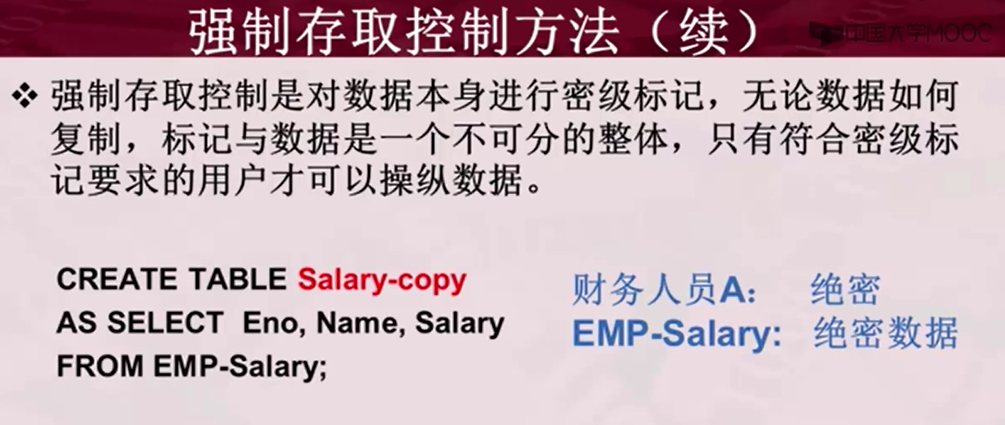 强制存取控制方法（续）
中国大学MOOC
❖ 强制存取控制是对数据本身进行密级标记，无论数据如何
复制，标记与数据是一个不可分的整体，只有符合密级标
记要求的用户才可以操纵数据。
CREATE TABLE Salary-copy
AS SELECT Eno, Name, Salary
FROM EMP-Salary;
财务人员A： 绝密
EMP-Salary: 绝密数据